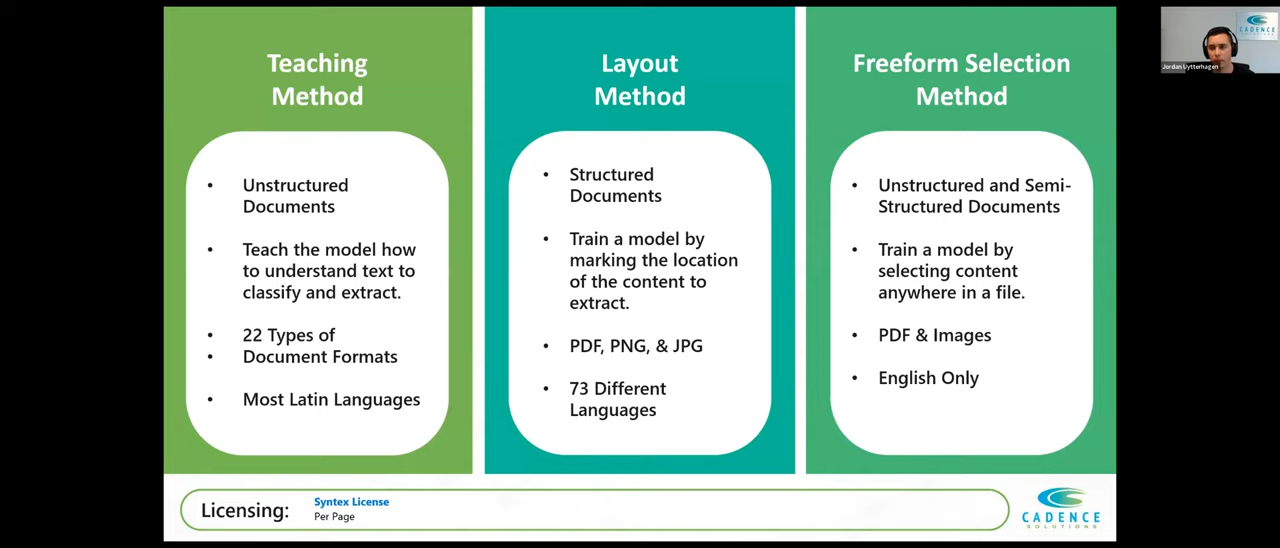 Teaching
Method
• Unstructured
Documents
• Teach the model how
to understand text to
classify and extract.
• 22 Types of
• Document Formats
• Most Latin Languages
Layout
Method
• Structured
Documents
• Train a model by
marking the location
of the content to
extract.
• PDF, PNG, & JPG
• 73 Different
Languages
Freeform Selection
Method
• Unstructured and Semi-
Structured Documents
• Train a model by
selecting content
anywhere in a file.
• PDF & Images
• English Only
Licensing:
Syntex License
Per Page
CADENCE
SOLUTIONS
CADENCE
Jordan Uytterhagen